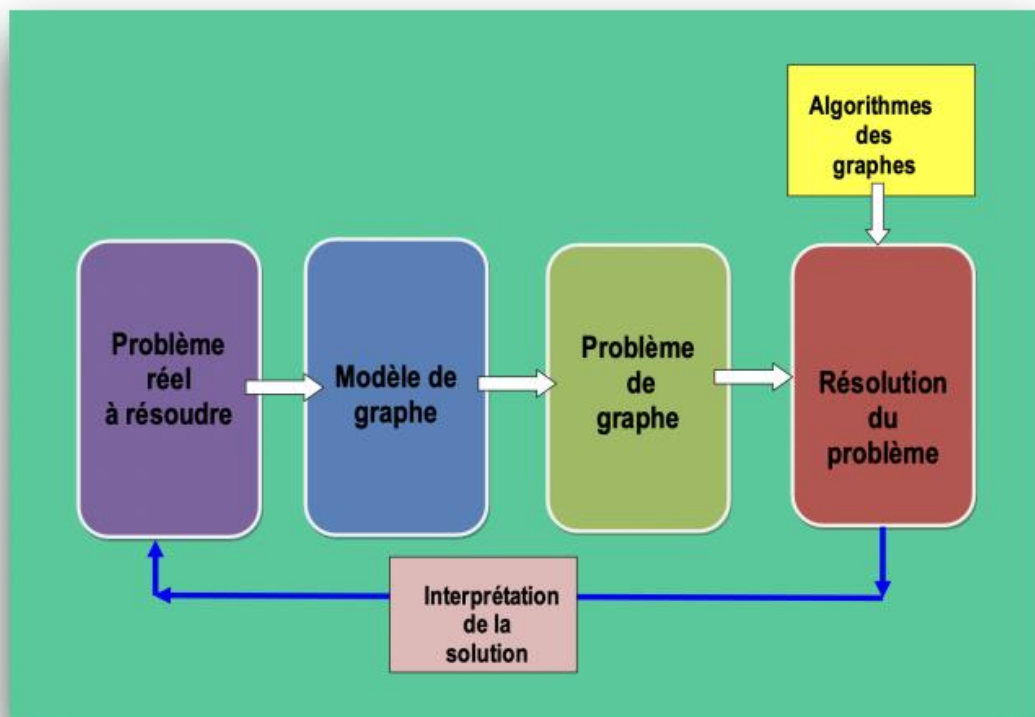 Algorithmes
des
graphes
Problème
réel
à résoudre
Modèle de
graphe
Problème
de
graphe
Résolution
du
problème
Interprétation
de la
solution